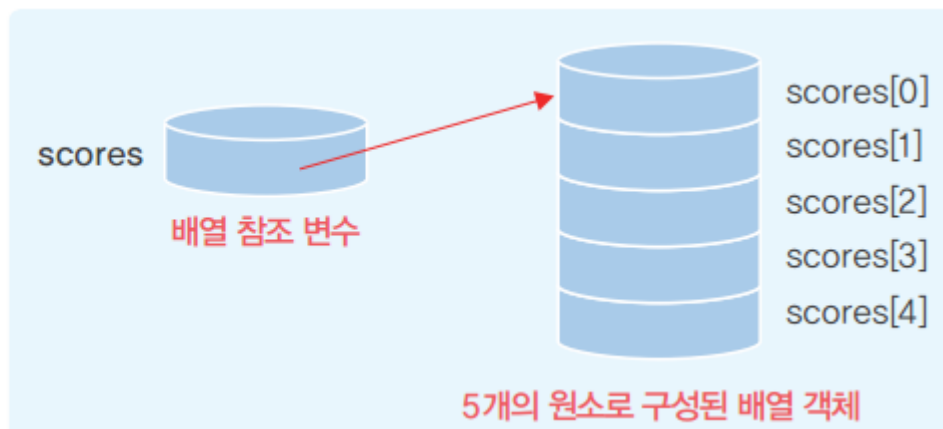 scores
배열 참조 변수
scores[0]
scores[1]
scores[2]
scores[3]
scores[4]
5개의 원소로 구성된 배열 객체